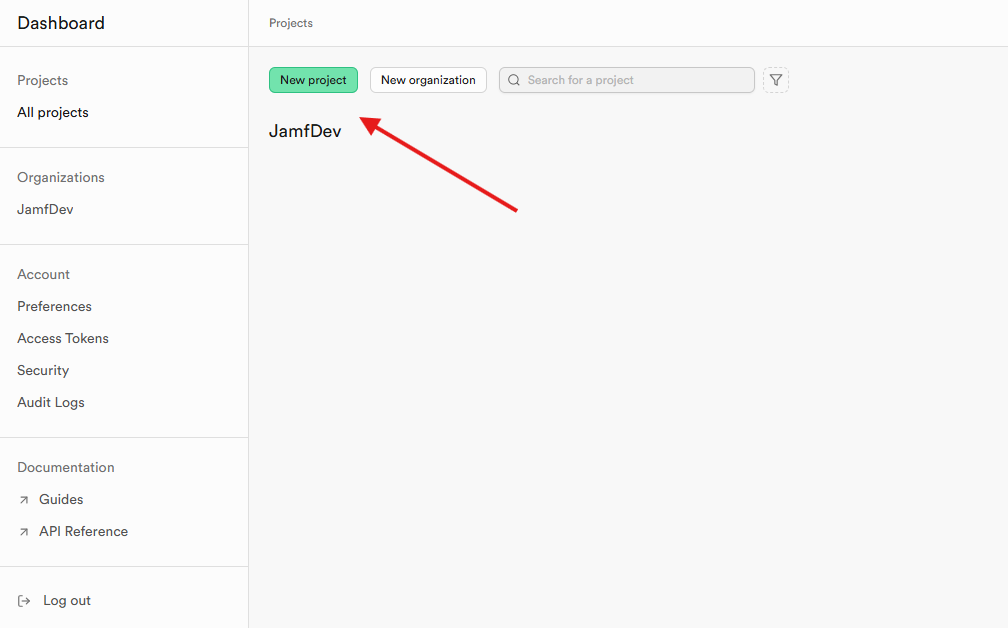 Dashboard
Projects
All projects
Organizations
JamfDev
Account
Preferences
Access Tokens
Security
Audit Logs
Documentation
Guides
API Reference
Log out
Projects
New project
New organization
Search for a project
JamfDev